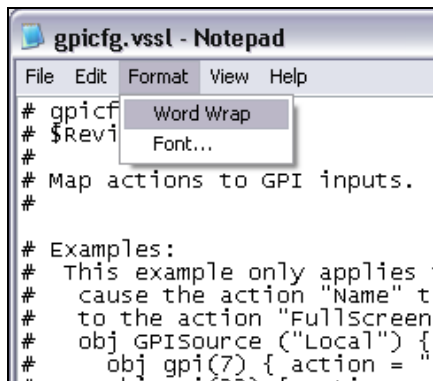 gpicfg.vssl - Notepad
File Edit Format View Help
Word Wrap
Font...
# gpicf
# $Revi
#
# Map actions to GPI inputs.
#
# Examples:
# This example only applies
# cause the action "Name" t
# to the action "FullScreen
# obj GPISource ("Local") {
# obj gpi(7) { action = "
#